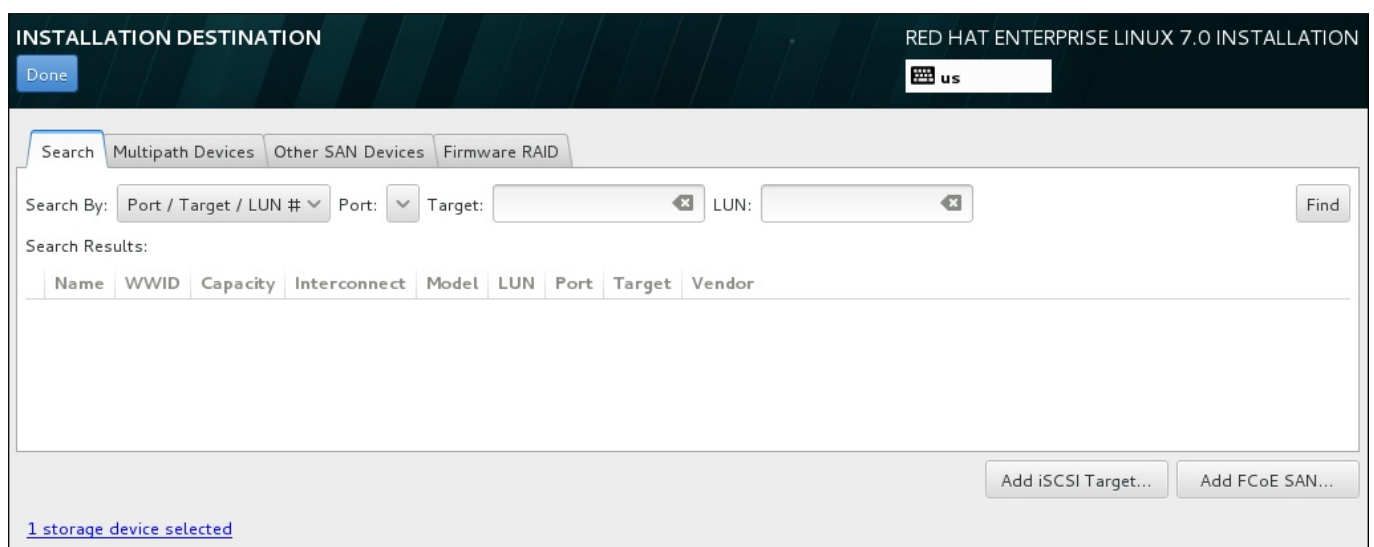 INSTALLATION DESTINATION
RED HAT ENTERPRISE LINUX 7.0 INSTALLATION
Done
us
Search Multipath Devices Other SAN Devices Firmware RAID
Search By: Port / Target / LUN # Port: Target: LUN: Find
Search Results:
Name WWID Capacity Interconnect Model LUN Port Target Vendor
Add iSCSI Target... Add FCoE SAN...
1 storage device selected